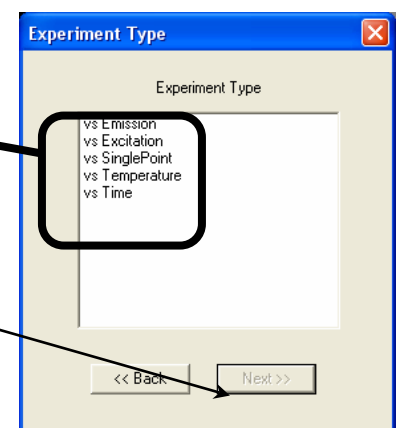 Experiment Type
Experiment Type
vs Emission
vs Excitation
vs SinglePoint
vs Temperature
vs Time
<< Back
Next >>